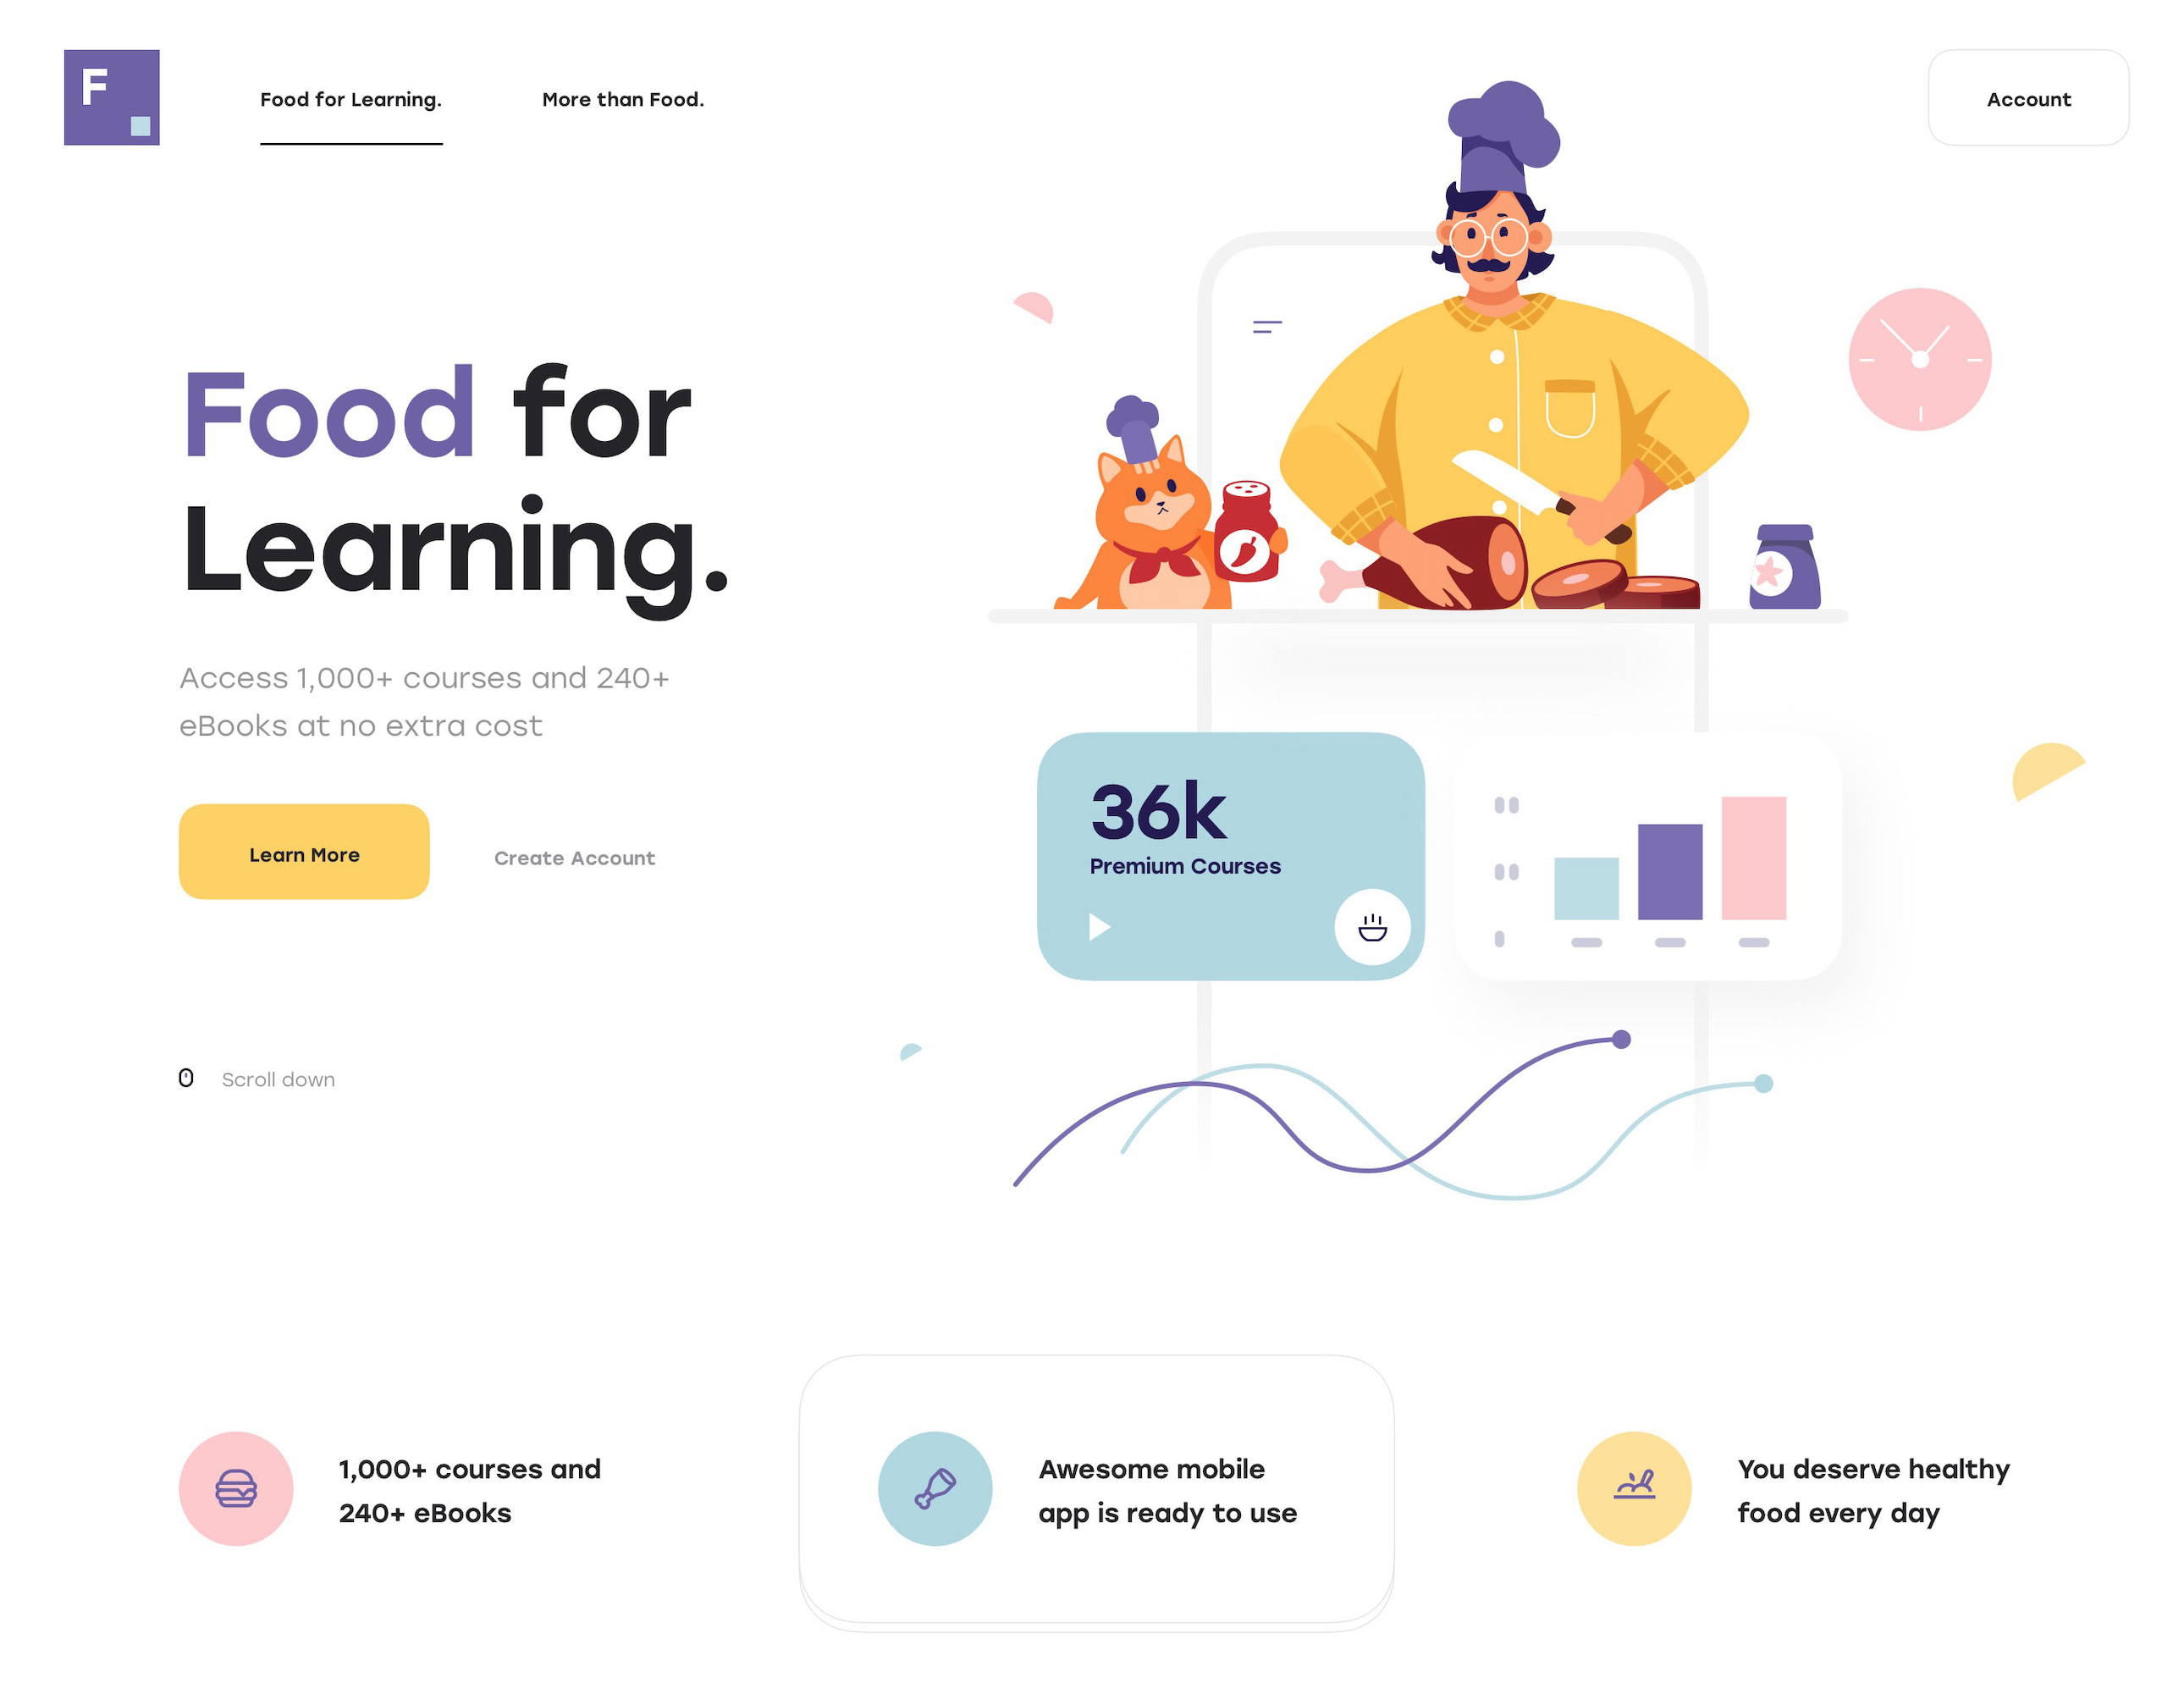 F
Food for Learning.
More than Food.
Account
Food for
Learning.
Access 1,000+ courses and 240+
eBooks at no extra cost
Learn More
Create Account
Scroll down
36k
Premium Courses
1,000+ courses and
240+ eBooks
Awesome mobile
app is ready to use
You deserve healthy
food every day